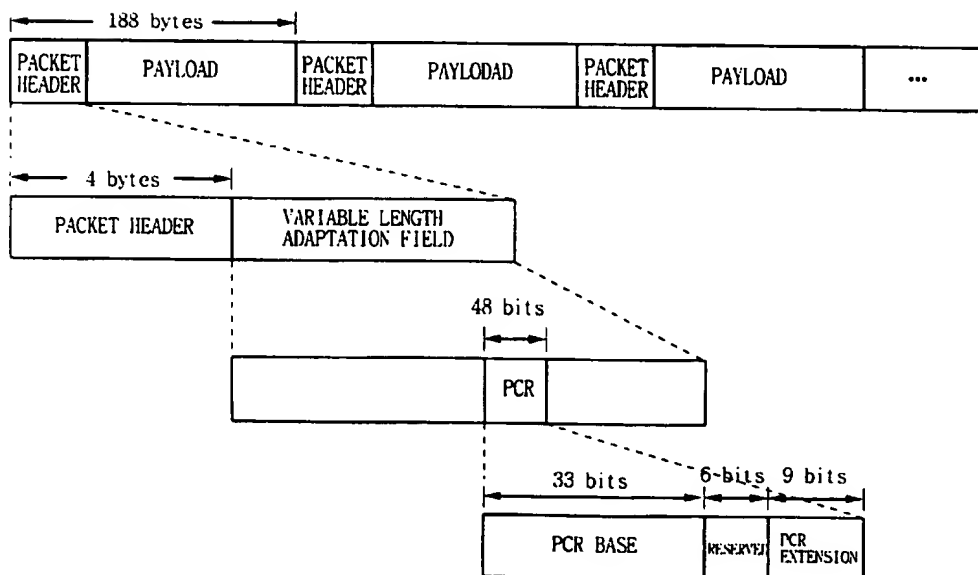 188 bytes
PACKET HEADER PAYLOAD PACKET HEADER PAYLODAD PACKET HEADER PAYLOAD ...
4 bytes
PACKET HEADER VARIABLE LENGTH ADAPTATION FIELD
48 bits
PCR
33 bits 6 bits 9 bits
PCR BASE RESERVED PCR EXTENSION